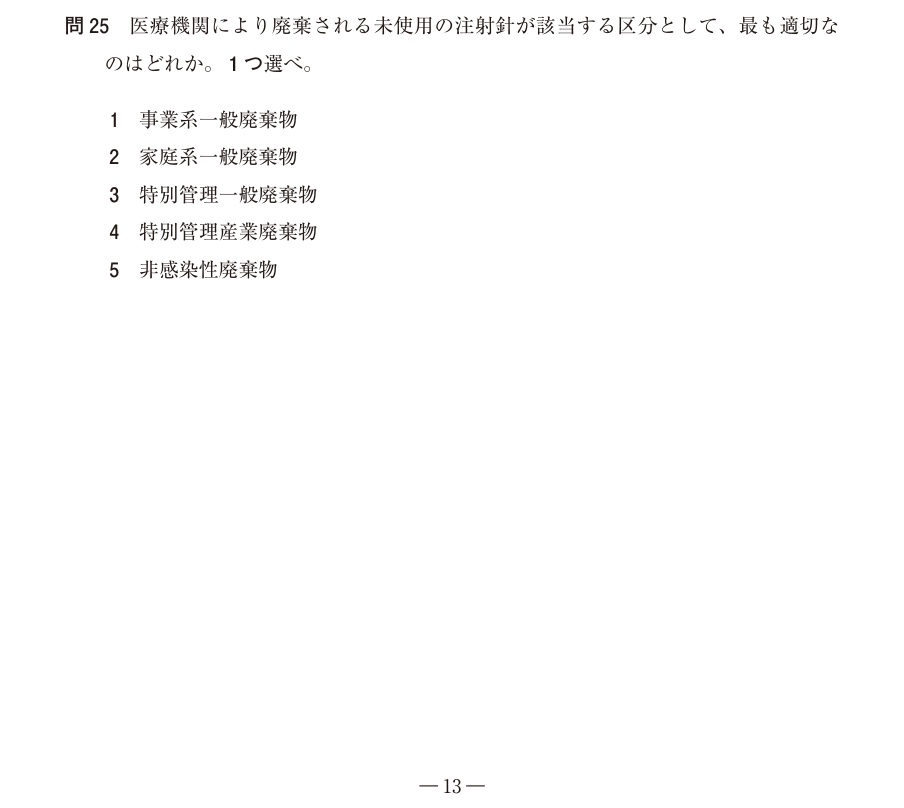 問 25　医療機関により廃棄される未使用の注射針が該当する区分として、最も適切な
のはどれか。1つ選べ。
1　事業系一般廃棄物
2　家庭系一般廃棄物
3　特別管理一般廃棄物
4　特別管理産業廃棄物
5　非感染性廃棄物
— 13 —